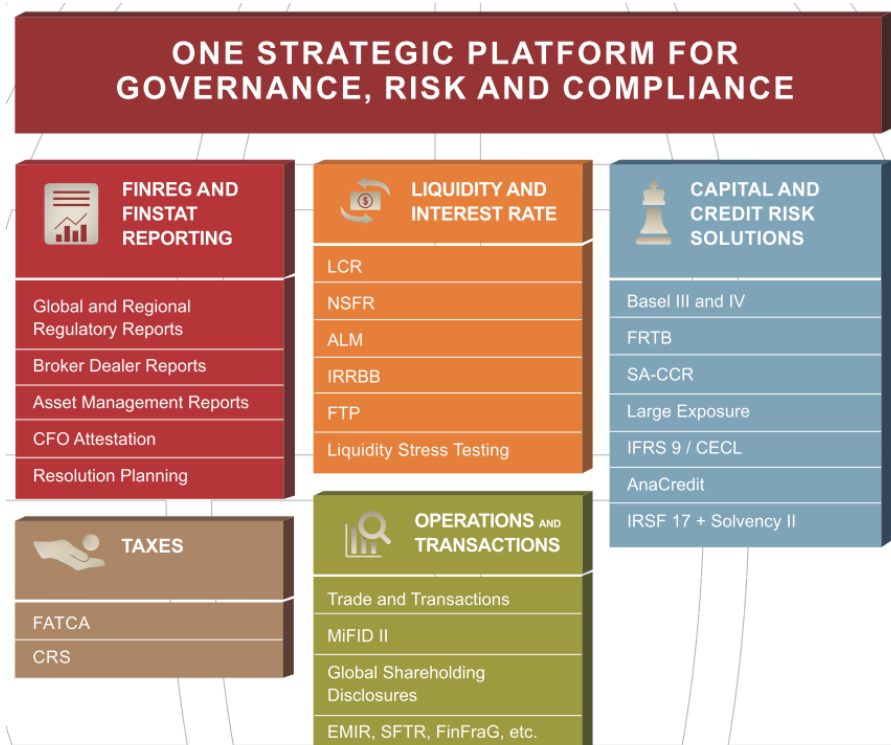 ONE STRATEGIC PLATFORM FOR
GOVERNANCE, RISK AND COMPLIANCE
FINREG AND
FINSTAT
REPORTING
Global and Regional
Regulatory Reports
Broker Dealer Reports
Asset Management Reports
CFO Attestation
Resolution Planning
TAXES
FATCA
CRS
LIQUIDITY AND
INTEREST RATE
$
LCR
NSFR
ALM
IRRBB
FTP
Liquidity Stress Testing
OPERATIONS AND
TRANSACTIONS
Trade and Transactions
MiFID II
Global Shareholding
Disclosures
EMIR, SFTR, FinFraG, etc.
CAPITAL AND
CREDIT RISK
SOLUTIONS
Basel III and IV
FRTB
SA-CCR
Large Exposure
IFRS 9 / CECL
AnaCredit
IRSF 17 + Solvency II